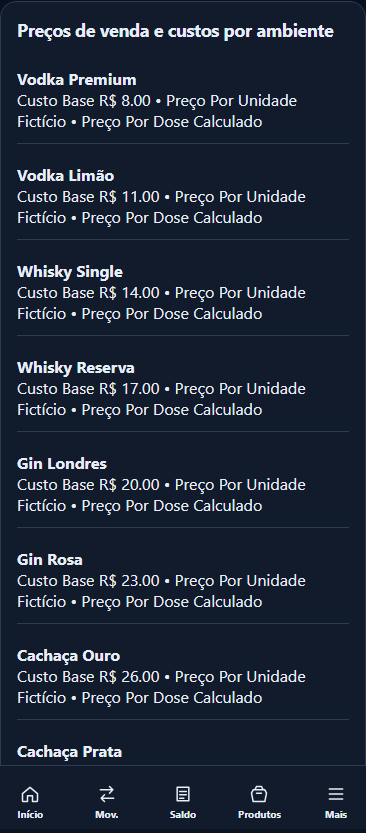 Preços de venda e custos por ambiente
Vodka Premium
Custo Base R$ 8.00 • Preço Por Unidade
Fictício • Preço Por Dose Calculado
Vodka Limão
Custo Base R$ 11.00 • Preço Por Unidade
Fictício • Preço Por Dose Calculado
Whisky Single
Custo Base R$ 14.00 • Preço Por Unidade
Fictício • Preço Por Dose Calculado
Whisky Reserva
Custo Base R$ 17.00 • Preço Por Unidade
Fictício • Preço Por Dose Calculado
Gin Londres
Custo Base R$ 20.00 • Preço Por Unidade
Fictício • Preço Por Dose Calculado
Gin Rosa
Custo Base R$ 23.00 • Preço Por Unidade
Fictício • Preço Por Dose Calculado
Cachaça Ouro
Custo Base R$ 26.00 • Preço Por Unidade
Fictício • Preço Por Dose Calculado
Cachaça Prata
Início Mov. Saldo Produtos Mais